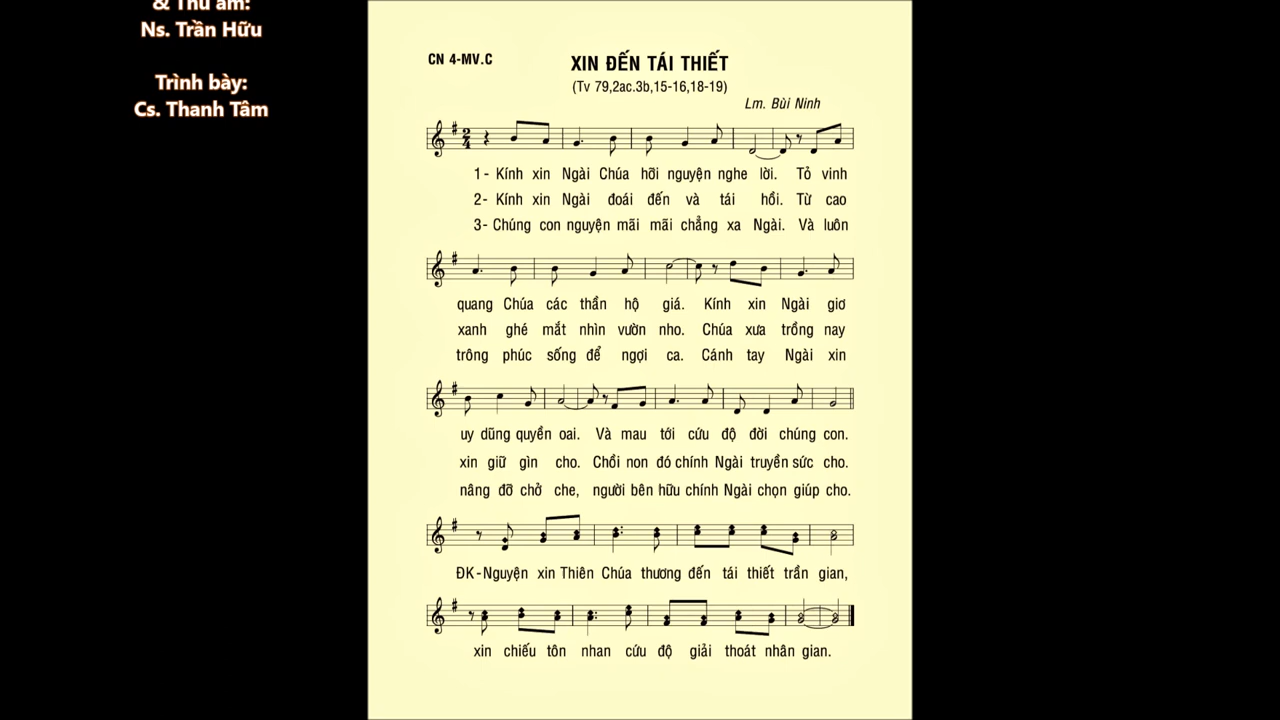 & Thu âm:
Ns. Trần Hữu
Trình bày:
Cs. Thanh Tâm
CN 4-MV.C
XIN ĐẾN TÁI THIẾT
(Tv 79,2ac.3b,15-16,18-19)
Lm. Bùi Ninh
1- Kính xin Ngài Chúa hỡi nguyện nghe lời. Tỏ vinh
2- Kính xin Ngài đoái đến và tái hồi. Từ cao
3- Chúng con nguyện mãi mãi chẳng xa Ngài. Và luôn
quang Chúa các thần hộ giá. Kính xin Ngài giơ
xanh ghé mắt nhìn vườn nho. Chúa xưa trồng nay
trông phúc sống để ngợi ca. Cánh tay Ngài xin
uy dũng quyền oai. Và mau tới cứu độ đời chúng con.
xin giữ gìn cho. Chồi non đó chính Ngài truyền sức cho.
nâng đỡ chở che, người bên hữu chính Ngài chọn giúp cho.
ĐK-Nguyện xin Thiên Chúa thương đến tái thiết trần gian,
xin chiếu tôn nhan cứu độ giải thoát nhân gian.